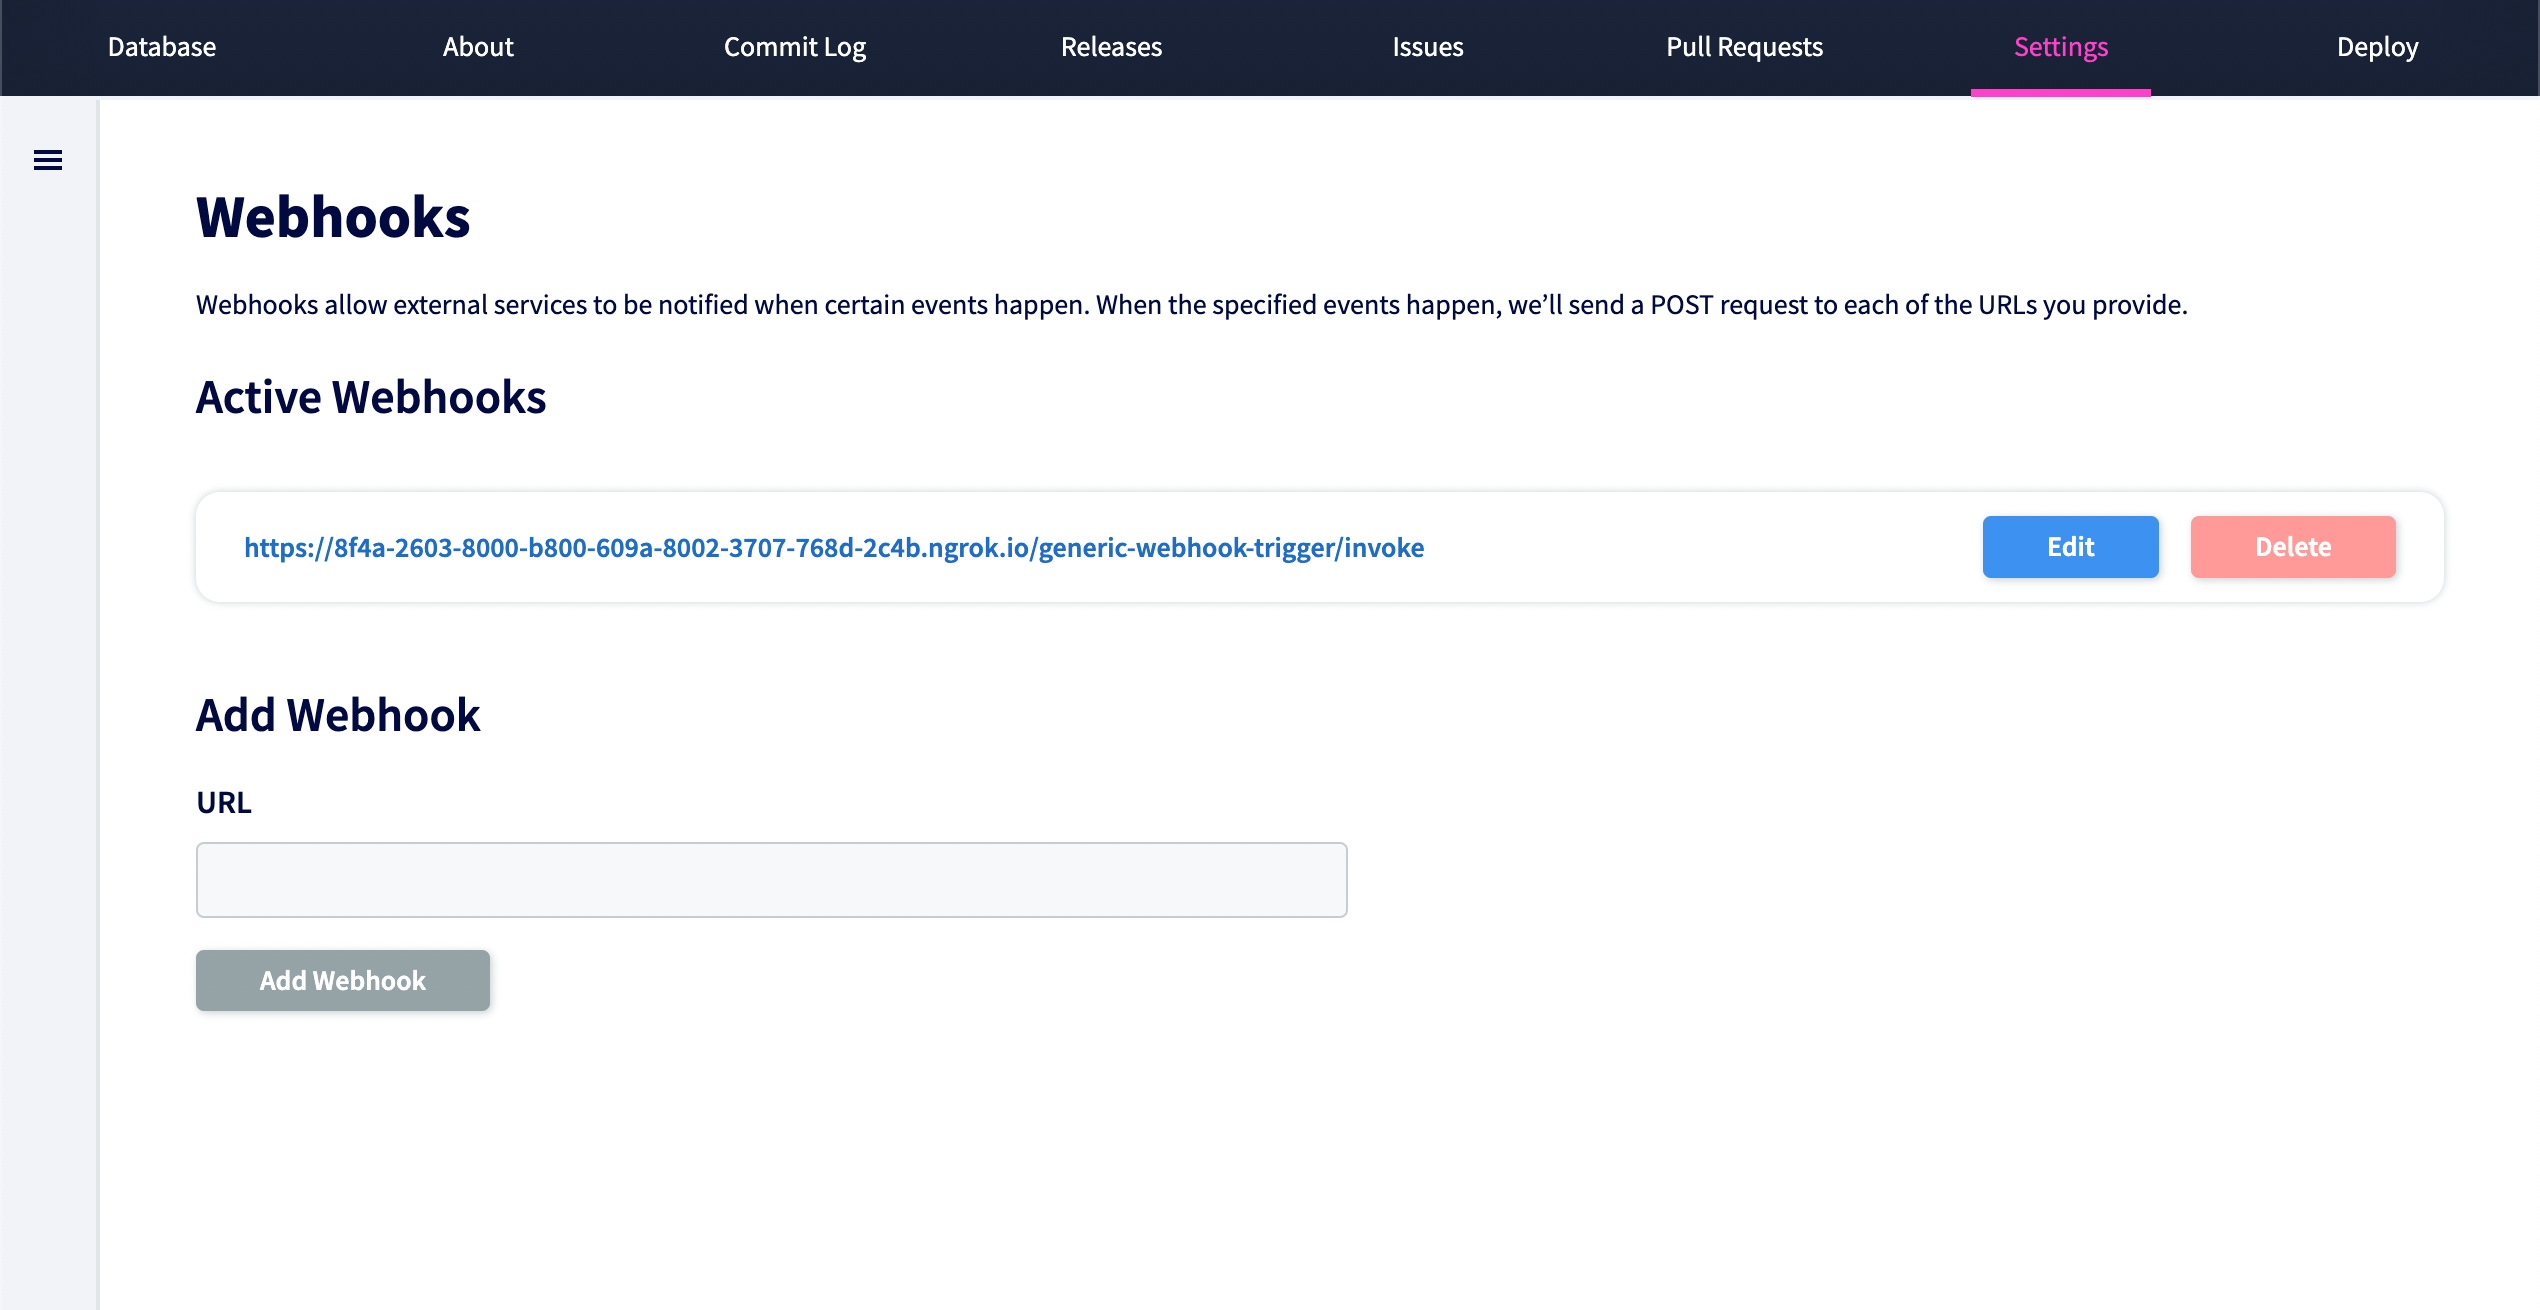 Database About Commit Log Releases Issues Pull Requests Settings Deploy
Webhooks
Webhooks allow external services to be notified when certain events happen. When the specified events happen, we’ll send a POST request to each of the URLs you provide.
Active Webhooks
https://8f4a-2603-8000-b800-609a-8002-3707-768d-2c4b.ngrok.io/generic-webhook-trigger/invoke Edit Delete
Add Webhook
URL
Add Webhook